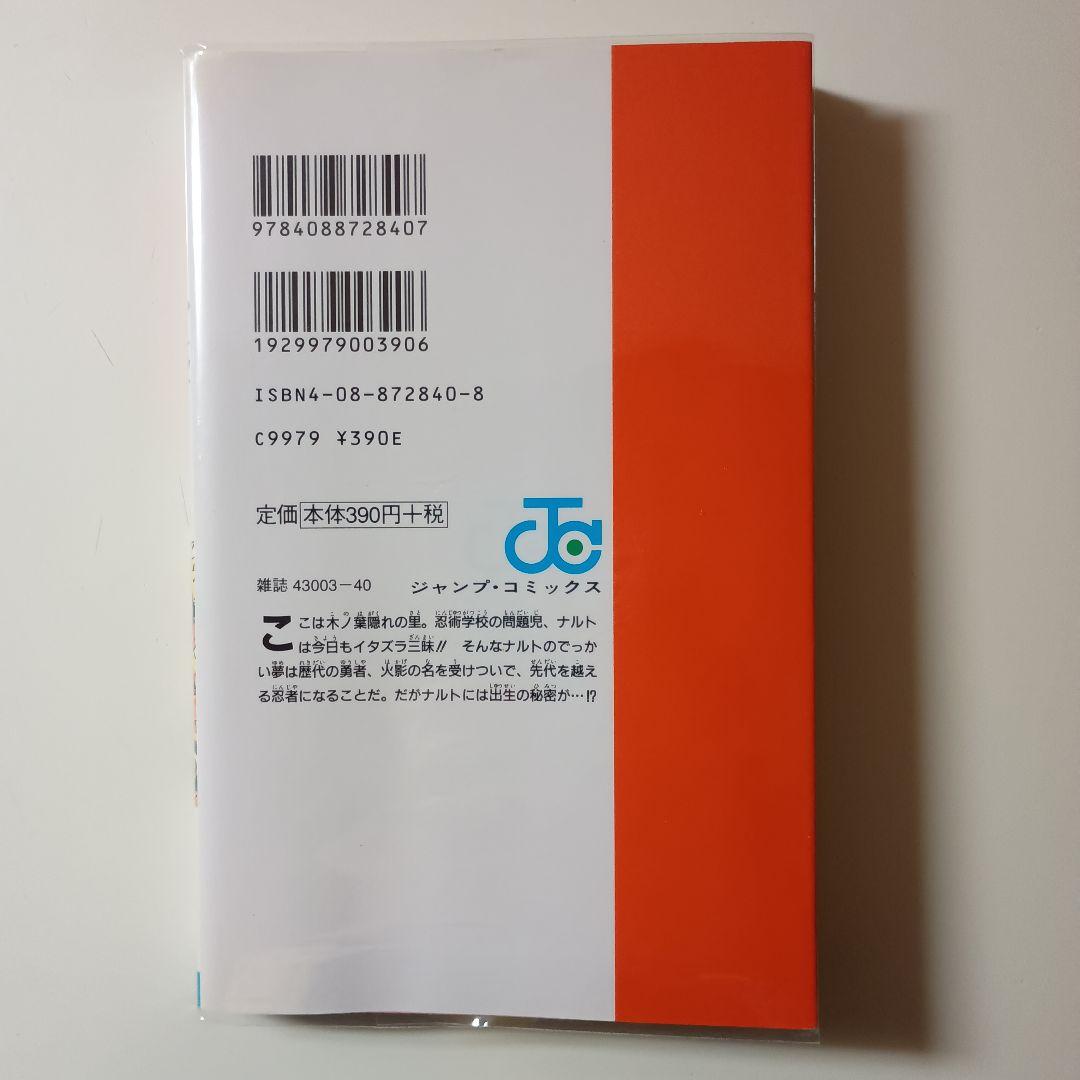 9784088728407
1929979003906
ISBN4-08-872840-8
C9979 ¥390E
定価 本体390円+税
雑誌 43003-40
ジャンプ・コミックス
ここは木ノ葉隠れの里。忍術学校の問題児、ナルト
は今日もイタズラ三昧!! そんなナルトのでっか
い夢は歴代の勇者、火影の名を受けついで、先代を越え
る忍者になることだ。だがナルトには出生の秘密が…!?